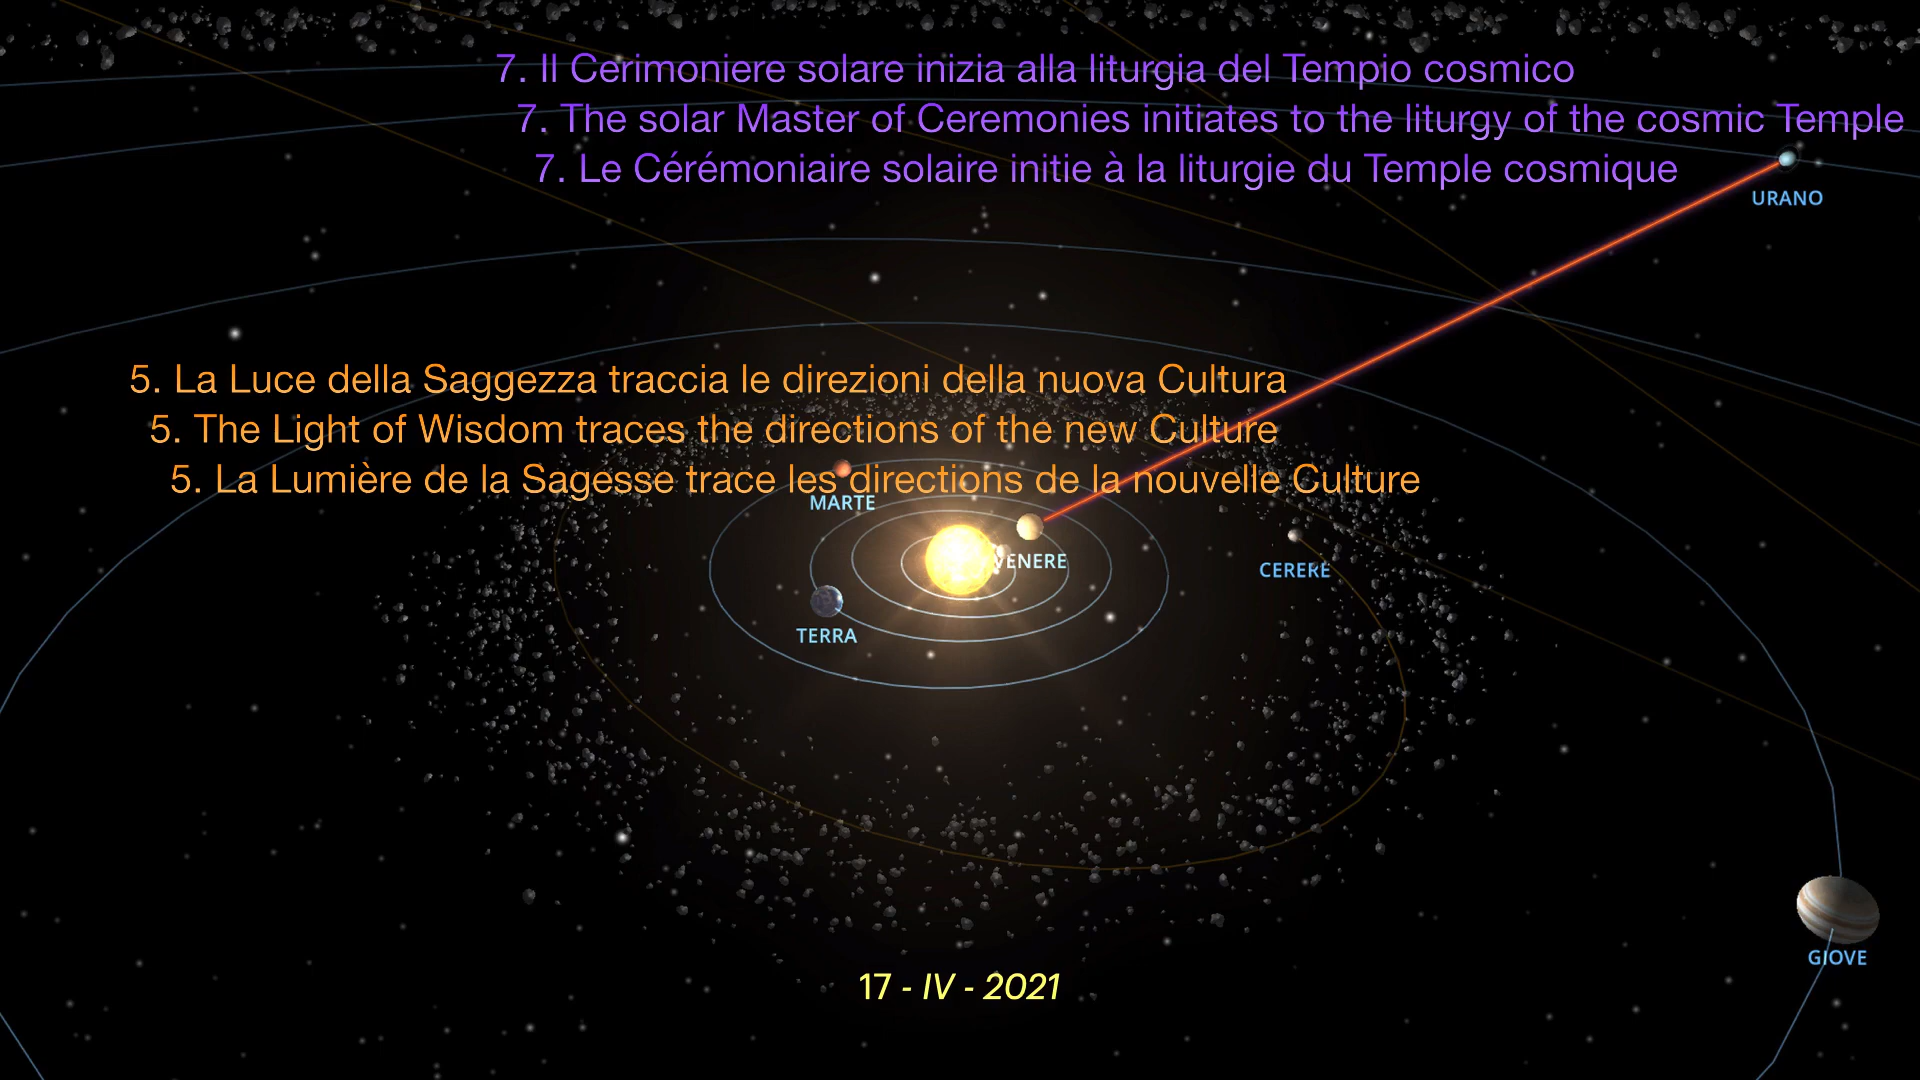 7. Il Cerimoniere solare inizia alla liturgia del Tempio cosmico
7. The solar Master of Ceremonies initiates to the liturgy of the cosmic Temple
7. Le Cérémoniaire solaire initie à la liturgie du Temple cosmique
URANO
5. La Luce della Saggezza traccia le direzioni della nuova Cultura
5. The Light of Wisdom traces the directions of the new Culture
5. La Lumière de la Sagesse trace les directions de la nouvelle Culture
MARTE
VENERE
CERERE
TERRA
GIOVE
17 - IV - 2021